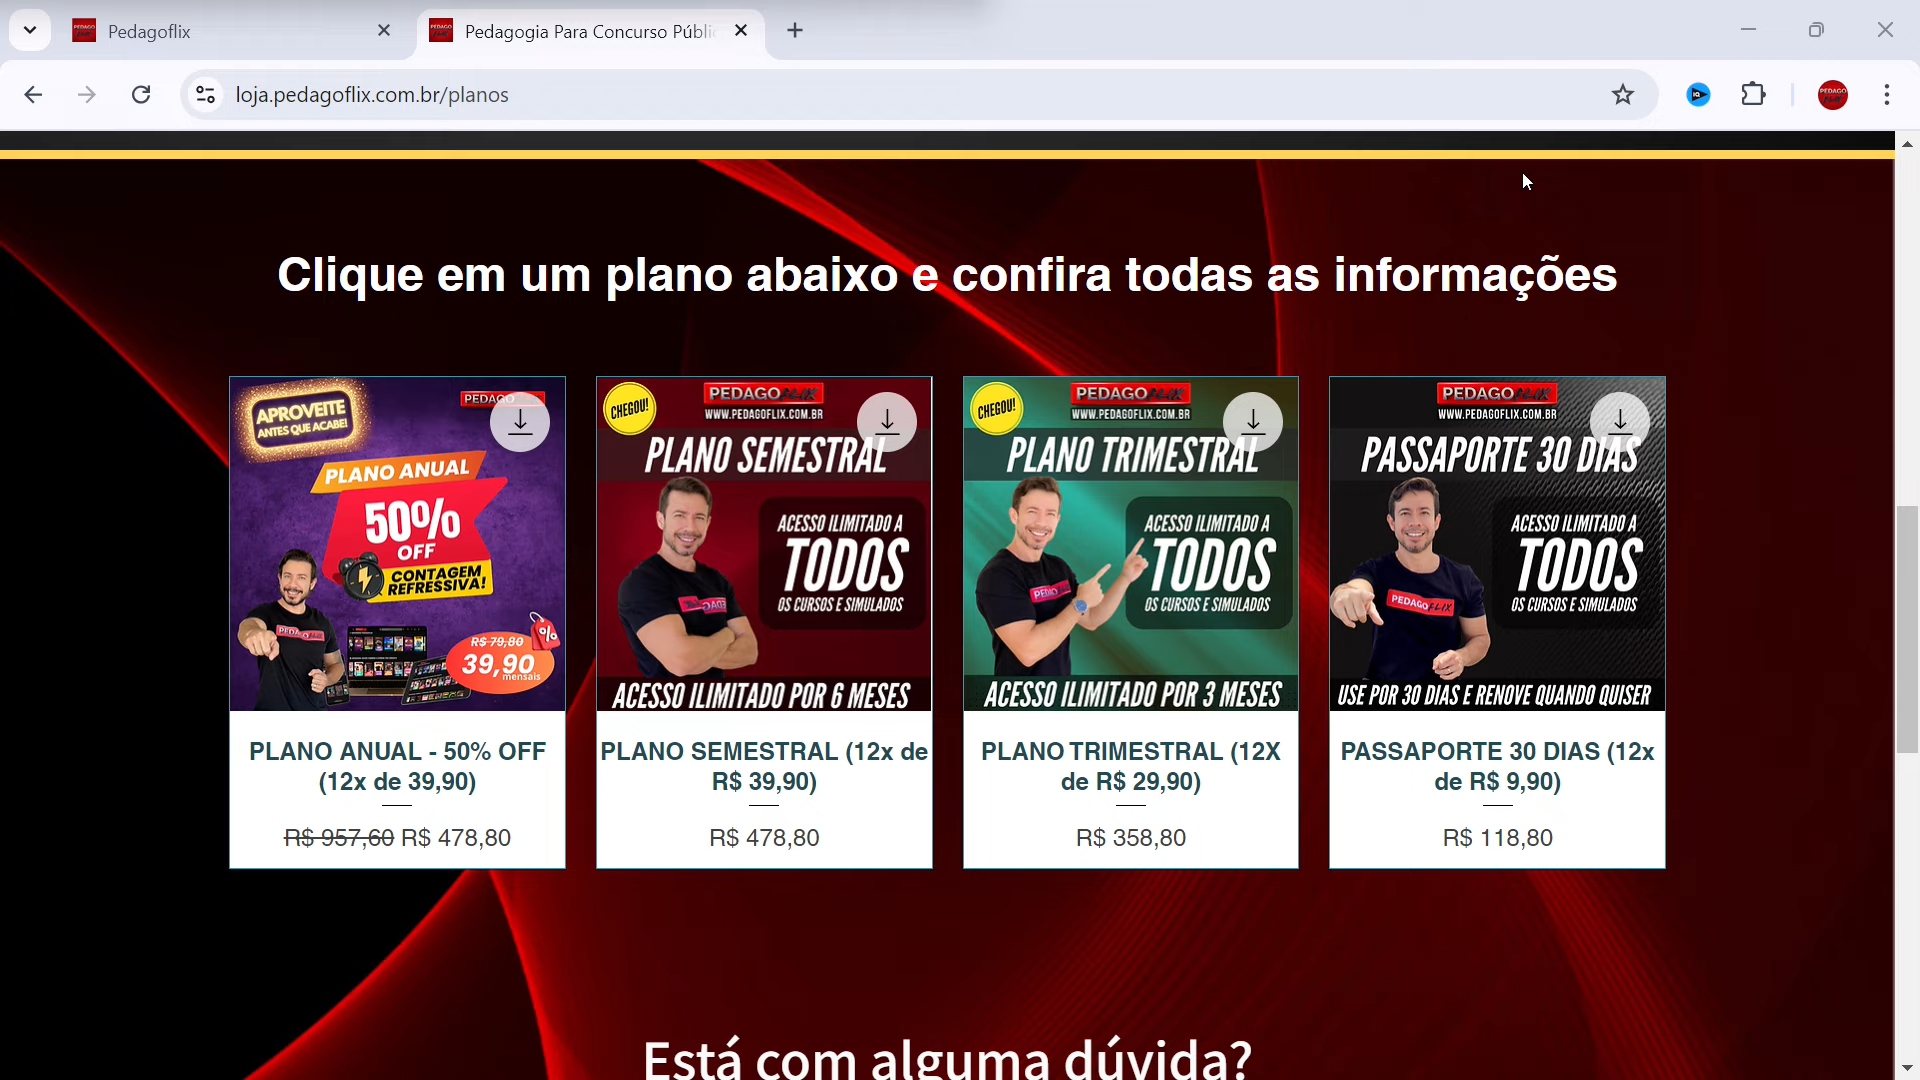 Pedagoflix
Pedagogia Para Concurso Públi
loja.pedagoflix.com.br/planos
Clique em um plano abaixo e confira todas as informações
APROVEITE
ANTES QUE ACABE!
PEDAGO
PLANO ANUAL
50%
OFF
CONTAGEM
REGRESSIVA!
R$ 79,80
39,90
mensais
%
PLANO ANUAL - 50% OFF
(12x de 39,90)
R$ 957,60 R$ 478,80
CHEGOU!
PEDAGOFLIX
WWW.PEDAGOFLIX.COM.BR
PLANO SEMESTRAL
ACESSO ILIMITADO A
TODOS
OS CURSOS E SIMULADOS
ACESSO ILIMITADO POR 6 MESES
PLANO SEMESTRAL (12x de
R$ 39,90)
R$ 478,80
CHEGOU!
PEDAGOFLIX
WWW.PEDAGOFLIX.COM.BR
PLANO TRIMESTRAL
ACESSO ILIMITADO A
TODOS
OS CURSOS E SIMULADOS
ACESSO ILIMITADO POR 3 MESES
PLANO TRIMESTRAL (12X
de R$ 29,90)
R$ 358,80
PEDAGOFLIX
WWW.PEDAGOFLIX.COM.BR
PASSAPORTE 30 DIAS
ACESSO ILIMITADO A
TODOS
OS CURSOS E SIMULADOS
PEDAGOFLIX
USE POR 30 DIAS E RENOVE QUANDO QUISER
PASSAPORTE 30 DIAS (12x
de R$ 9,90)
R$ 118,80
Está com alguma dúvida?